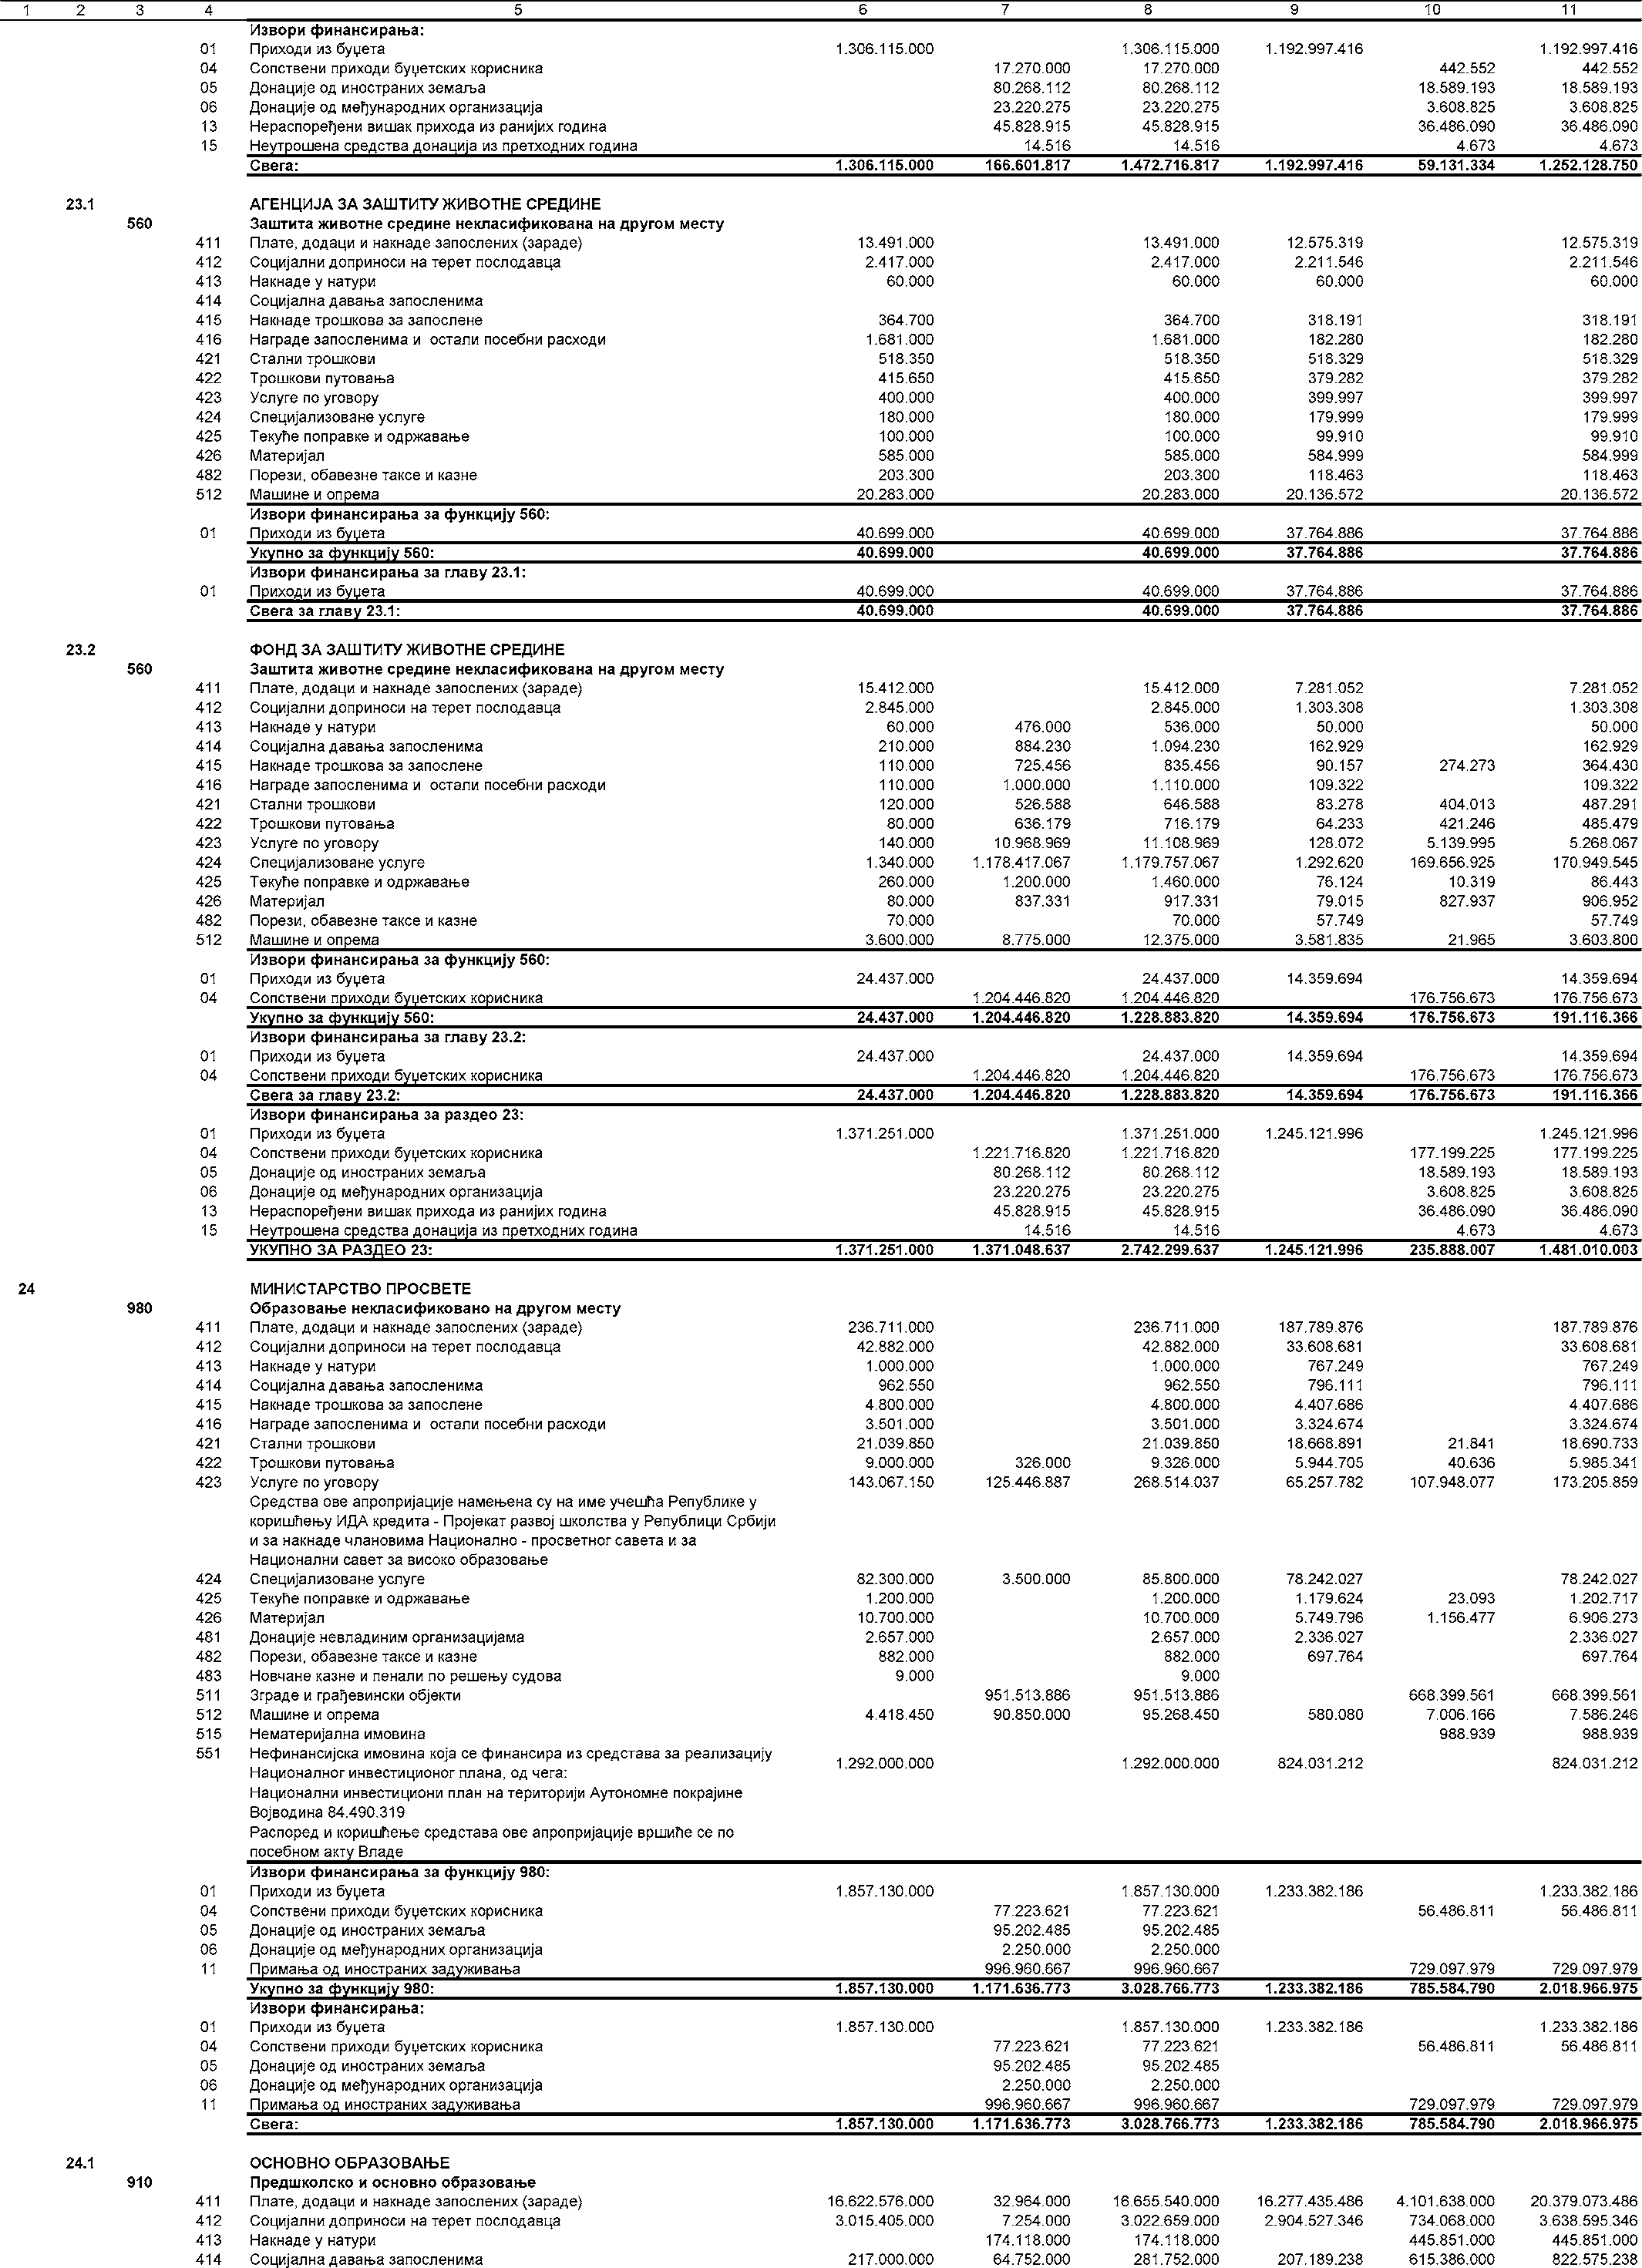 1 2 3 4 5 6 7 8 9 10 11
Извори финансирања:
01 Приходи из буџета 1.306.115.000 1.306.115.000 1.192.997.416 1.192.997.416
04 Сопствени приходи буџетских корисника 17.270.000 17.270.000 442.552 442.552
05 Донације од иностраних земаља 80.268.112 80.268.112 18.589.193 18.589.193
06 Донације од међународних организација 23.220.275 23.220.275 3.608.825 3.608.825
13 Нераспоређени вишак прихода из ранијих година 45.828.915 45.828.915 36.486.090 36.486.090
15 Неутрошена средства донација из претходних година 14.516 14.516 4.673 4.673
Свега: 1.306.115.000 166.601.817 1.472.716.817 1.192.997.416 59.131.334 1.252.128.750
23.1 АГЕНЦИЈА ЗА ЗАШТИТУ ЖИВОТНЕ СРЕДИНЕ
560 Заштита животне средине некласификована на другом месту
411 Плате, додаци и накнаде запослених (зараде) 13.491.000 13.491.000 12.575.319 12.575.319
412 Социјални доприноси на терет послодавца 2.417.000 2.417.000 2.211.546 2.211.546
413 Накнаде у натури 60.000 60.000 60.000 60.000
414 Социјална давања запосленима
415 Накнаде трошкова за запослене 364.700 364.700 318.191 318.191
416 Награде запосленима и остали посебни расходи 1.681.000 1.681.000 182.280 182.280
421 Стални трошкови 518.350 518.350 518.329 518.329
422 Трошкови путовања 415.650 415.650 379.282 379.282
423 Услуге по уговору 400.000 400.000 399.997 399.997
424 Специјализоване услуге 180.000 180.000 179.999 179.999
425 Текуће поправке и одржавање 100.000 100.000 99.910 99.910
426 Материјал 585.000 585.000 584.999 584.999
482 Порези, обавезне таксе и казне 203.300 203.300 118.463 118.463
512 Машине и опрема 20.283.000 20.283.000 20.136.572 20.136.572
Извори финансирања за функцију 560:
01 Приходи из буџета 40.699.000 40.699.000 37.764.886 37.764.886
Укупно за функцију 560: 40.699.000 40.699.000 37.764.886 37.764.886
Извори финансирања за главу 23.1:
01 Приходи из буџета 40.699.000 40.699.000 37.764.886 37.764.886
Свега за главу 23.1: 40.699.000 40.699.000 37.764.886 37.764.886
23.2 ФОНД ЗА ЗАШТИТУ ЖИВОТНЕ СРЕДИНЕ
560 Заштита животне средине некласификована на другом месту
411 Плате, додаци и накнаде запослених (зараде) 15.412.000 15.412.000 7.281.052 7.281.052
412 Социјални доприноси на терет послодавца 2.845.000 2.845.000 1.303.308 1.303.308
413 Накнаде у натури 60.000 476.000 536.000 50.000 50.000
414 Социјална давања запосленима 210.000 884.230 1.094.230 162.929 162.929
415 Накнаде трошкова за запослене 110.000 725.456 835.456 90.157 274.273 364.430
416 Награде запосленима и остали посебни расходи 110.000 1.000.000 1.110.000 109.322 109.322
421 Стални трошкови 120.000 526.588 646.588 83.278 404.013 487.291
422 Трошкови путовања 80.000 636.179 716.179 64.233 421.246 485.479
423 Услуге по уговору 140.000 10.968.969 11.108.969 128.072 5.139.995 5.268.067
424 Специјализоване услуге 1.340.000 1.178.417.067 1.179.757.067 1.292.620 169.656.925 170.949.545
425 Текуће поправке и одржавање 260.000 1.200.000 1.460.000 76.124 10.319 86.443
426 Материјал 80.000 837.331 917.331 79.015 827.937 906.952
482 Порези, обавезне таксе и казне 70.000 70.000 57.749 57.749
512 Машине и опрема 3.600.000 8.775.000 12.375.000 3.581.835 21.965 3.603.800
Извори финансирања за функцију 560:
01 Приходи из буџета 24.437.000 24.437.000 14.359.694 14.359.694
04 Сопствени приходи буџетских корисника 1.204.446.820 1.204.446.820 176.756.673 176.756.673
Укупно за функцију 560: 24.437.000 1.204.446.820 1.228.883.820 14.359.694 176.756.673 191.116.366
Извори финансирања за главу 23.2:
01 Приходи из буџета 24.437.000 24.437.000 14.359.694 14.359.694
04 Сопствени приходи буџетских корисника 1.204.446.820 1.204.446.820 176.756.673 176.756.673
Свега за главу 23.2: 24.437.000 1.204.446.820 1.228.883.820 14.359.694 176.756.673 191.116.366
Извори финансирања за раздео 23:
01 Приходи из буџета 1.371.251.000 1.371.251.000 1.245.121.996 1.245.121.996
04 Сопствени приходи буџетских корисника 1.221.716.820 1.221.716.820 177.199.225 177.199.225
05 Донације од иностраних земаља 80.268.112 80.268.112 18.589.193 18.589.193
06 Донације од међународних организација 23.220.275 23.220.275 3.608.825 3.608.825
13 Нераспоређени вишак прихода из ранијих година 45.828.915 45.828.915 36.486.090 36.486.090
15 Неутрошена средства донација из претходних година 14.516 14.516 4.673 4.673
УКУПНО ЗА РАЗДЕО 23: 1.371.251.000 1.371.048.637 2.742.299.637 1.245.121.996 235.888.007 1.481.010.003
24 МИНИСТАРСТВО ПРОСВЕТЕ
980 Образовање некласификовано на другом месту
411 Плате, додаци и накнаде запослених (зараде) 236.711.000 236.711.000 187.789.876 187.789.876
412 Социјални доприноси на терет послодавца 42.882.000 42.882.000 33.608.681 33.608.681
413 Накнаде у натури 1.000.000 1.000.000 767.249 767.249
414 Социјална давања запосленима 962.550 962.550 796.111 796.111
415 Накнаде трошкова за запослене 4.800.000 4.800.000 4.407.686 4.407.686
416 Награде запосленима и остали посебни расходи 3.501.000 3.501.000 3.324.674 3.324.674
421 Стални трошкови 21.039.850 21.039.850 18.668.891 21.841 18.690.733
422 Трошкови путовања 9.000.000 326.000 9.326.000 5.944.705 40.636 5.985.341
423 Услуге по уговору 143.067.150 125.446.887 268.514.037 65.257.782 107.948.077 173.205.859
Средства ове апропријације намењена су на име учешћа Републике у
коришћењу ИДА кредита - Пројекат развој школства у Републици Србији
и за накнаде члановима Национално - просветног савета и за
Национални савет за високо образовање
424 Специјализоване услуге 82.300.000 3.500.000 85.800.000 78.242.027 78.242.027
425 Текуће поправке и одржавање 1.200.000 1.200.000 1.179.624 23.093 1.202.717
426 Материјал 10.700.000 10.700.000 5.749.796 1.156.477 6.906.273
481 Донације невладиним организацијама 2.657.000 2.657.000 2.336.027 2.336.027
482 Порези, обавезне таксе и казне 882.000 882.000 697.764 697.764
483 Новчане казне и пенали по решењу судова 9.000 9.000
511 Зграде и грађевински објекти 951.513.886 951.513.886 668.399.561 668.399.561
512 Машине и опрема 4.418.450 90.850.000 95.268.450 580.080 7.006.166 7.586.246
515 Нематеријална имовина 988.939 988.939
551 Нефинансијска имовина која се финансира из средстава за реализацију
Националног инвестиционог плана, од чега: 1.292.000.000 1.292.000.000 824.031.212 824.031.212
Национални инвестициони план на територији Аутономне покрајине
Војводина 84.490.319
Распоред и коришћење средстава ове апропријације вршиће се по
посебном акту Владе
Извори финансирања за функцију 980:
01 Приходи из буџета 1.857.130.000 1.857.130.000 1.233.382.186 1.233.382.186
04 Сопствени приходи буџетских корисника 77.223.621 77.223.621 56.486.811 56.486.811
05 Донације од иностраних земаља 95.202.485 95.202.485
06 Донације од међународних организација 2.250.000 2.250.000
11 Примања од иностраних задуживања 996.960.667 996.960.667 729.097.979 729.097.979
Укупно за функцију 980: 1.857.130.000 1.171.636.773 3.028.766.773 1.233.382.186 785.584.790 2.018.966.975
Извори финансирања:
01 Приходи из буџета 1.857.130.000 1.857.130.000 1.233.382.186 1.233.382.186
04 Сопствени приходи буџетских корисника 77.223.621 77.223.621 56.486.811 56.486.811
05 Донације од иностраних земаља 95.202.485 95.202.485
06 Донације од међународних организација 2.250.000 2.250.000
11 Примања од иностраних задуживања 996.960.667 996.960.667 729.097.979 729.097.979
Свега: 1.857.130.000 1.171.636.773 3.028.766.773 1.233.382.186 785.584.790 2.018.966.975
24.1 ОСНОВНО ОБРАЗОВАЊЕ
910 Предшколско и основно образовање
411 Плате, додаци и накнаде запослених (зараде) 16.622.576.000 32.964.000 16.655.540.000 16.277.435.486 4.101.638.000 20.379.073.486
412 Социјални доприноси на терет послодавца 3.015.405.000 7.254.000 3.022.659.000 2.904.527.346 734.068.000 3.638.595.346
413 Накнаде у натури 174.118.000 174.118.000 445.851.000 445.851.000
414 Социјална давања запосленима 217.000.000 64.752.000 281.752.000 207.189.238 615.386.000 822.575.238